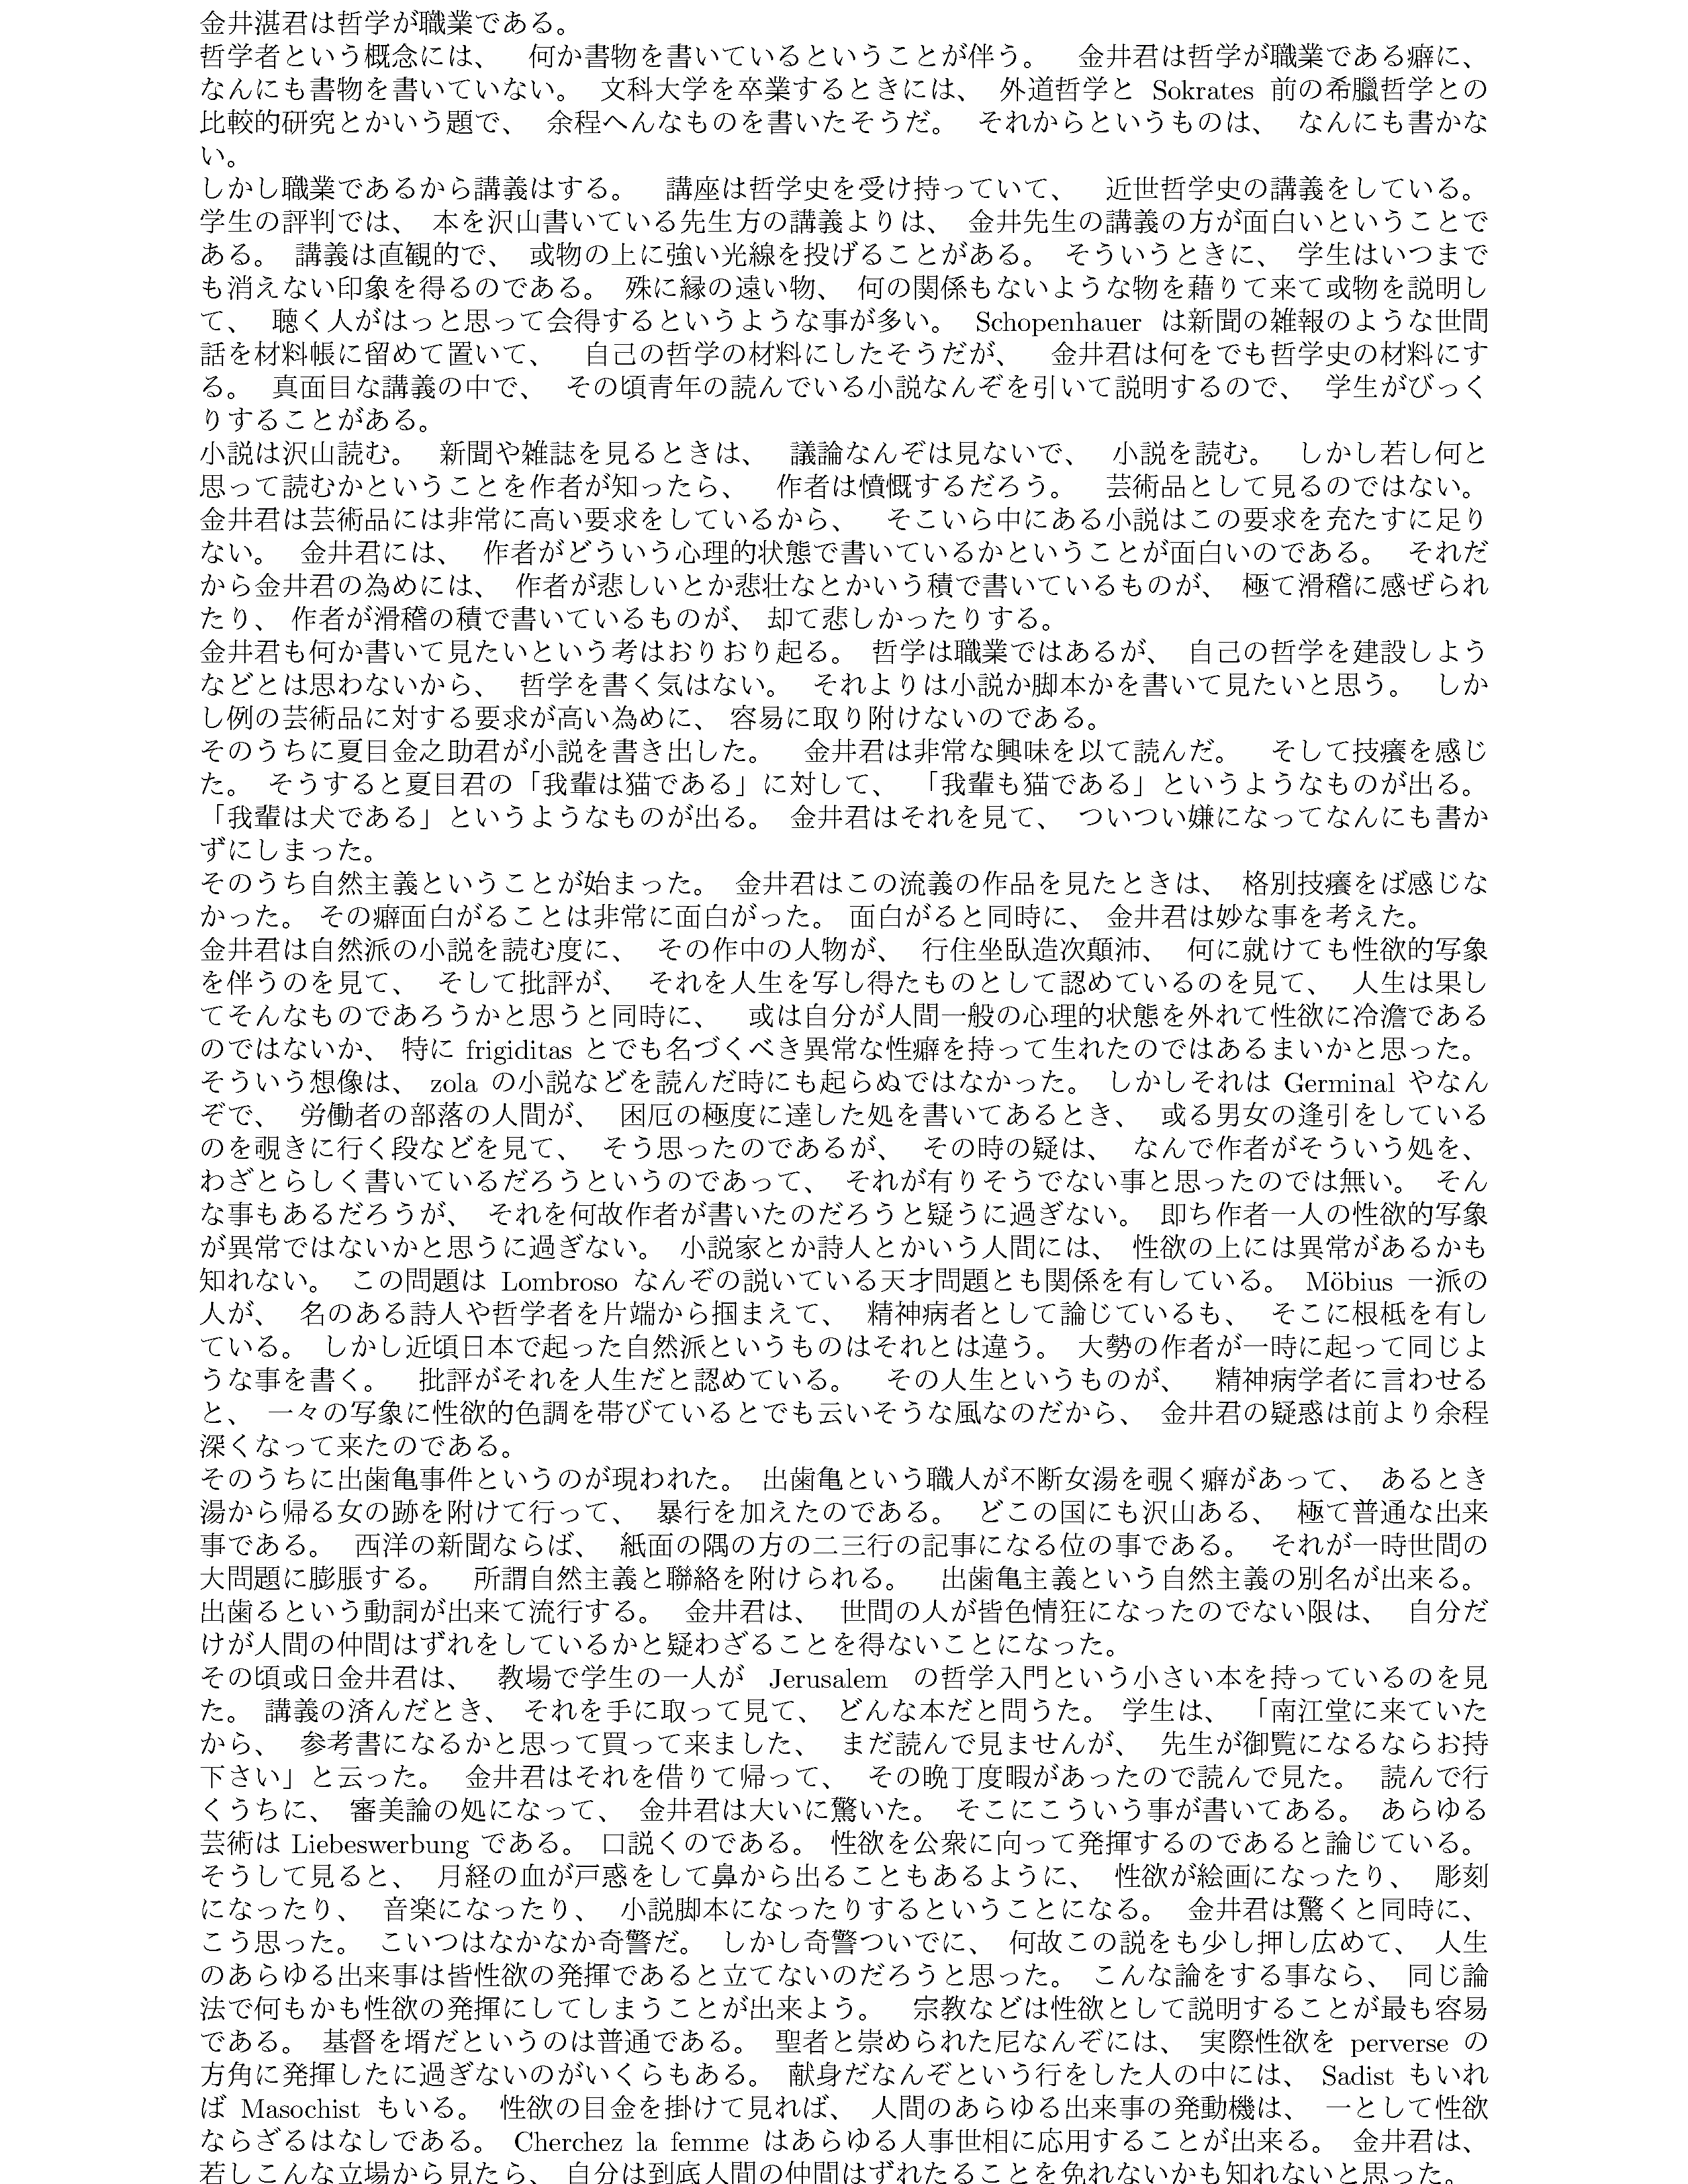 金井湛君は哲学が職業である。
哲学者という概念には、 何か書物を書いているということが伴う。 金井君は哲学が職業である癖に、
なんにも書物を書いていない。 文科大学を卒業するときには、 外道哲学と Sokrates 前の希臘哲学との
比較的研究とかいう題で、 余程へんなものを書いたそうだ。 それからというものは、 なんにも書かな
い。
しかし職業であるから講義はする。 講座は哲学史を受け持っていて、 近世哲学史の講義をしている。
学生の評判では、 本を沢山書いている先生方の講義よりは、 金井先生の講義の方が面白いということで
ある。 講義は直観的で、 或物の上に強い光線を投げることがある。 そういうときに、 学生はいつまで
も消えない印象を得るのである。 殊に縁の遠い物、 何の関係もないような物を藉りて来て或物を説明し
て、 聴く人がはっと思って会得するというような事が多い。 Schopenhauer は新聞の雑報のような世間
話を材料帳に留めて置いて、 自己の哲学の材料にしたそうだが、 金井君は何をでも哲学史の材料にす
る。 真面目な講義の中で、 その頃青年の読んでいる小説なんぞを引いて説明するので、 学生がびっく
りすることがある。
小説は沢山読む。 新聞や雑誌を見るときは、 議論なんぞは見ないで、 小説を読む。 しかし若し何と
思って読むかということを作者が知ったら、 作者は憤慨するだろう。 芸術品として見るのではない。
金井君は芸術品には非常に高い要求をしているから、 そこいら中にある小説はこの要求を充たすに足り
ない。 金井君には、 作者がどういう心理的状態で書いているかということが面白いのである。 それだ
から金井君の為めには、 作者が悲しいとか悲壮なとかいう積で書いているものが、 極て滑稽に感ぜられ
たり、 作者が滑稽の積で書いているものが、 却て悲しかったりする。
金井君も何か書いて見たいという考はおりおり起る。 哲学は職業ではあるが、 自己の哲学を建設しよう
などとは思わないから、 哲学を書く気はない。 それよりは小説か脚本かを書いて見たいと思う。 しか
し例の芸術品に対する要求が高い為めに、 容易に取り附けないのである。
そのうちに夏目金之助君が小説を書き出した。 金井君は非常な興味を以て読んだ。 そして技癢を感じ
た。 そうすると夏目君の「我輩は猫である」に対して、 「我輩も猫である」というようなものが出る。
「我輩は犬である」というようなものが出る。 金井君はそれを見て、 ついつい嫌になってなんにも書か
ずにしまった。
そのうち自然主義ということが始まった。 金井君はこの流義の作品を見たときは、 格別技癢をば感じな
かった。 その癖面白がることは非常に面白がった。 面白がると同時に、 金井君は妙な事を考えた。
金井君は自然派の小説を読む度に、 その作中の人物が、 行住坐臥造次顛沛、 何に就けても性欲的写象
を伴うのを見て、 そして批評が、 それを人生を写し得たものとして認めているのを見て、 人生は果し
てそんなものであろうかと思うと同時に、 或は自分が人間一般の心理的状態を外れて性欲に冷澹である
のではないか、 特に frigiditas とでも名づくべき異常な性癖を持って生れたのではあるまいかと思った。
そういう想像は、 zola の小説などを読んだ時にも起らぬではなかった。 しかしそれは Germinal やなん
ぞで、 労働者の部落の人間が、 困厄の極度に達した処を書いてあるとき、 或る男女の逢引をしている
のを覗きに行く段などを見て、 そう思ったのであるが、 その時の疑は、 なんで作者がそういう処を、
わざとらしく書いているだろうというのであって、 それが有りそうでない事と思ったのでは無い。 そん
な事もあるだろうが、 それを何故作者が書いたのだろうと疑うに過ぎない。 即ち作者一人の性欲的写象
が異常ではないかと思うに過ぎない。 小説家とか詩人とかいう人間には、 性欲の上には異常があるかも
知れない。 この問題は Lombroso なんぞの説いている天才問題とも関係を有している。 Möbius 一派の
人が、 名のある詩人や哲学者を片端から掴まえて、 精神病者として論じているも、 そこに根柢を有し
ている。 しかし近頃日本で起った自然派というものはそれとは違う。 大勢の作者が一時に起って同じよ
うな事を書く。 批評がそれを人生だと認めている。 その人生というものが、 精神病学者に言わせる
と、 一々の写象に性欲的色調を帯びているとでも云いそうな風なのだから、 金井君の疑惑は前より余程
深くなって来たのである。
そのうちに出歯亀事件というのが現われた。 出歯亀という職人が不断女湯を覗く癖があって、 あるとき
湯から帰る女の跡を附けて行って、 暴行を加えたのである。 どこの国にも沢山ある、 極て普通な出来
事である。 西洋の新聞ならば、 紙面の隅の方の二三行の記事になる位の事である。 それが一時世間の
大問題に膨脹する。 所謂自然主義と聯絡を附けられる。 出歯亀主義という自然主義の別名が出来る。
出歯るという動詞が出来て流行する。 金井君は、 世間の人が皆色情狂になったのでない限は、 自分だ
けが人間の仲間はずれをしているかと疑わざることを得ないことになった。
その頃或日金井君は、 教場で学生の一人が Jerusalem の哲学入門という小さい本を持っているのを見
た。 講義の済んだとき、 それを手に取って見て、 どんな本だと問うた。 学生は、 「南江堂に来ていた
から、 参考書になるかと思って買って来ました、 まだ読んで見ませんが、 先生が御覧になるならお持
下さい」と云った。 金井君はそれを借りて帰って、 その晩丁度暇があったので読んで見た。 読んで行
くうちに、 審美論の処になって、 金井君は大いに驚いた。 そこにこういう事が書いてある。 あらゆる
芸術は Liebeswerbung である。 口説くのである。 性欲を公衆に向って発揮するのであると論じている。
そうして見ると、 月経の血が戸惑をして鼻から出ることもあるように、 性欲が絵画になったり、 彫刻
になったり、 音楽になったり、 小説脚本になったりするということになる。 金井君は驚くと同時に、
こう思った。 こいつはなかなか奇警だ。 しかし奇警ついでに、 何故この説をも少し押し広めて、 人生
のあらゆる出来事は皆性欲の発揮であると立てないのだろうと思った。 こんな論をする事なら、 同じ論
法で何もかも性欲の発揮にしてしまうことが出来よう。 宗教などは性欲として説明することが最も容易
である。 基督を壻だというのは普通である。 聖者と崇められた尼なんぞには、 実際性欲を perverse の
方角に発揮したに過ぎないのがいくらもある。 献身だなんぞという行をした人の中には、 Sadist もいれ
ば Masochist もいる。 性欲の目金を掛けて見れば、 人間のあらゆる出来事の発動機は、 一として性欲
ならざるはなしである。 Cherchez la femme はあらゆる人事世相に応用することが出来る。 金井君は、
若しこんな立場から見たら、 自分は到底人間の仲間はずれたることを免れないかも知れないと思った。